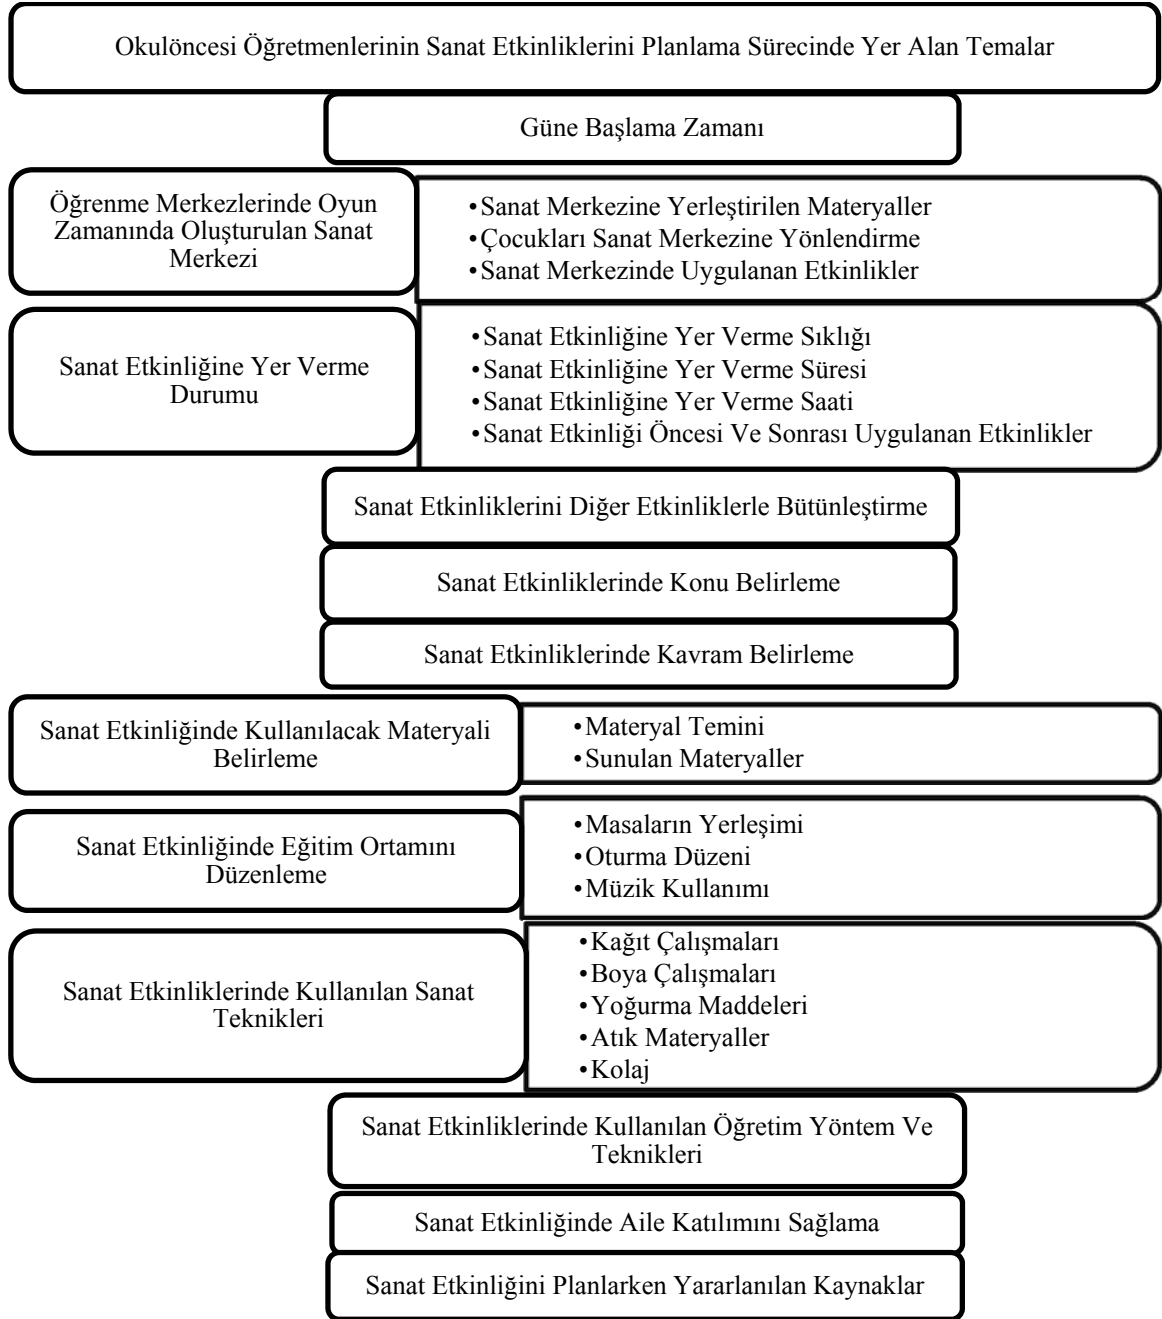 Okulöncesi Öğretmenlerinin Sanat Etkinliklerini Planlama Sürecinde Yer Alan Temalar
Güne Başlama Zamanı
Öğrenme Merkezlerinde Oyun
Zamanında Oluşturulan Sanat
Merkezi
•Sanat Merkezine Yerleştirilen Materyaller
•Çocukları Sanat Merkezine Yönlendirme
•Sanat Merkezinde Uygulanan Etkinlikler
Sanat Etkinliğine Yer Verme
Durumu
•Sanat Etkinliğine Yer Verme Sıklığı
•Sanat Etkinliğine Yer Verme Süresi
•Sanat Etkinliğine Yer Verme Saati
•Sanat Etkinliği Öncesi Ve Sonrası Uygulanan Etkinlikler
Sanat Etkinliklerini Diğer Etkinliklerle Bütünleştirme
Sanat Etkinliklerinde Konu Belirleme
Sanat Etkinliklerinde Kavram Belirleme
Sanat Etkinliğinde Kullanılacak Materyali
Belirleme
•Materyal Temini
•Sunulan Materyaller
Sanat Etkinliğinde Eğitim Ortamını
Düzenleme
•Masaların Yerleşimi
•Oturma Düzeni
•Müzik Kullanımı
Sanat Etkinliklerinde Kullanılan Sanat
Teknikleri
•Kağıt Çalışmaları
•Boya Çalışmaları
•Yoğurma Maddeleri
•Atık Materyaller
•Kolaj
Sanat Etkinliklerinde Kullanılan Öğretim Yöntem Ve
Teknikleri
Sanat Etkinliğinde Aile Katılımını Sağlama
Sanat Etkinliğini Planlarken Yararlanılan Kaynaklar